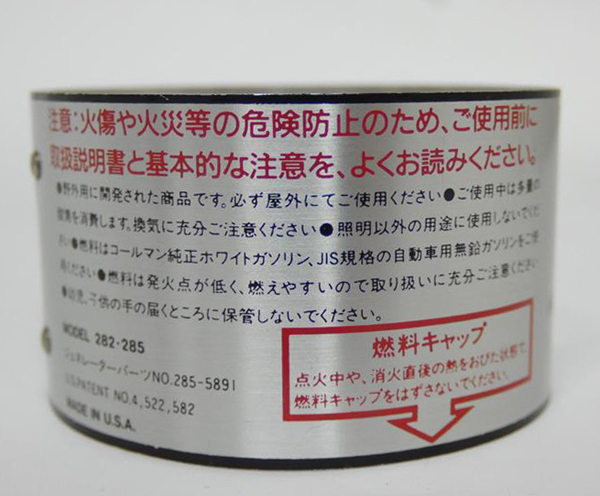 注意:火傷や火災等の危険防止のため、ご使用前に
取扱説明書と基本的な注意を、よくお読みください。
●野外用に開発された商品です。必ず屋外にてご使用ください●ご使用中は多量の
酸素を消費します。換気に充分ご注意ください●照明以外の用途に使用しないでくだ
さい●燃料はコールマン純正ホワイトガソリン、JIS規格の自動車用無鉛ガソリンをご使
用ください●燃料は発火点が低く、燃えやすいので取り扱いに充分ご注意ください
●幼児、子供の手の届くところに保管しないでください。
MODEL 282・285
ジェネレーターパーツNO.285-5891
U.S.PATENT NO.4,522,582
MADE IN U.S.A.
燃料キャップ
点火中や、消火直後の熱をおびた状態で
燃料キャップをはずさないでください。